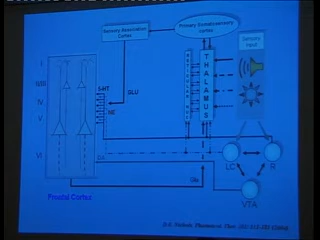 Sensory Association
Cortex
Primary Somatosensory
cortex
Sensory
Input
I
II/III
IV
V
VI
5-HT
NE
GLU
THALAMUS
DA
Glu
LC
R
VTA
Frontal Cortex